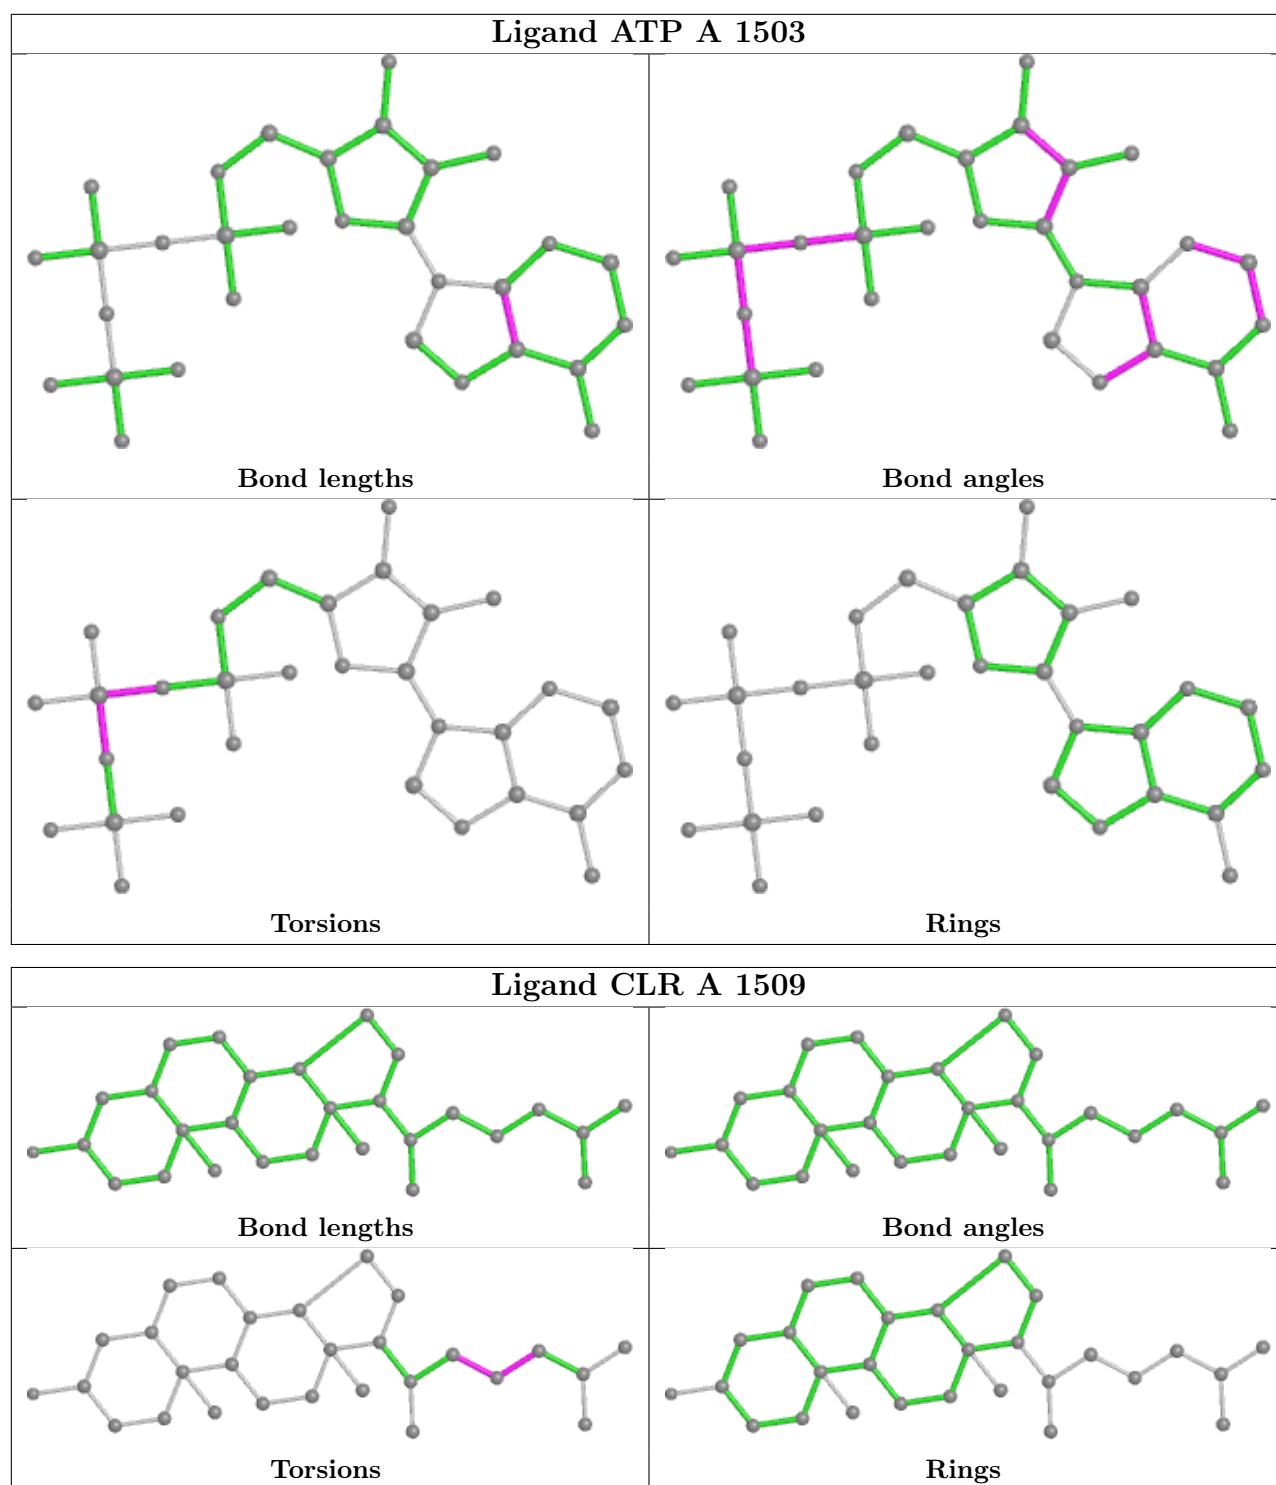 Ligand ATP A 1503
Bond lengths
Bond angles
Torsions
Rings
Ligand CLR A 1509
Bond lengths
Bond angles
Torsions
Rings